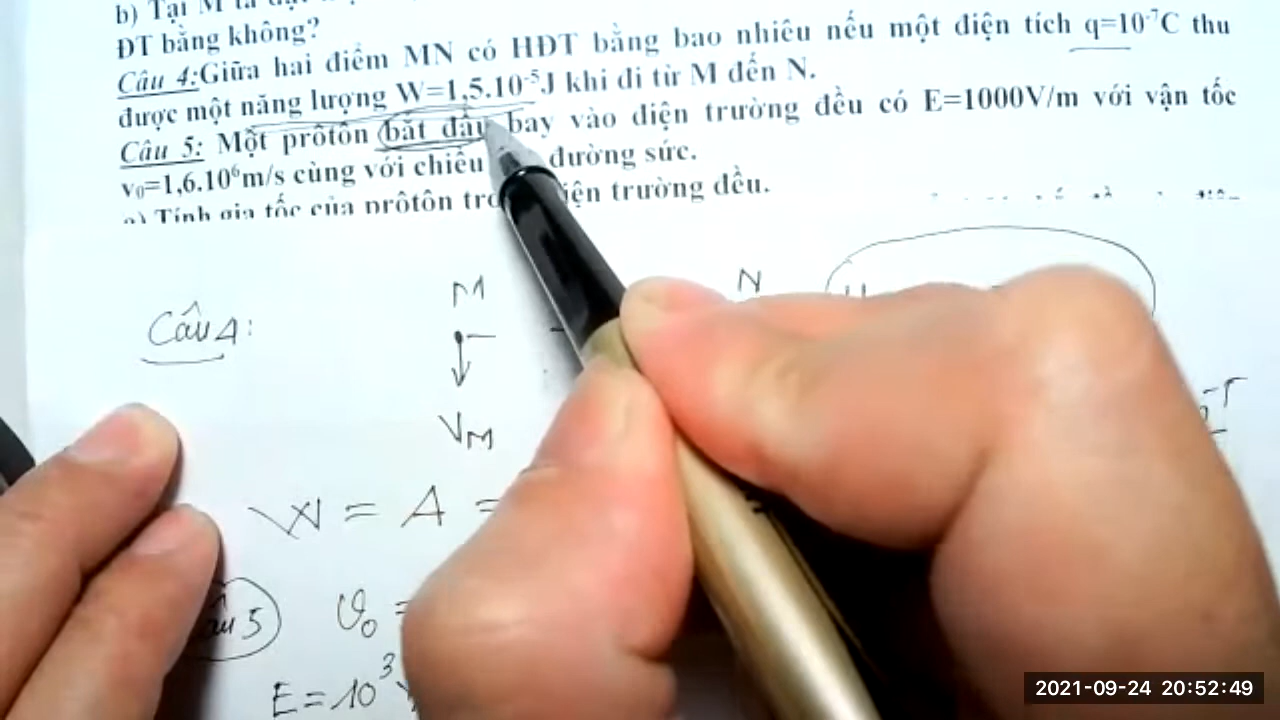 b) Tại M
ĐT bằng không?
Câu 4:Giữa hai điểm MN có HĐT bằng bao nhiêu nếu một điện tích q=10⁻⁷C thu
được một năng lượng W=1,5.10⁻⁵J khi đi từ M đến N.
Câu 5: Một prôtôn bắt đầu bay vào điện trường đều có E=1000V/m với vận tốc
v₀=1,6.10⁶m/s cùng với chiều đường sức.
a) Tính gia tốc của prôtôn điện trường đều.
M N
Câu 4:
V_M
W = A =
5 v₀ =
E = 10³
2021-09-24 20:52:49